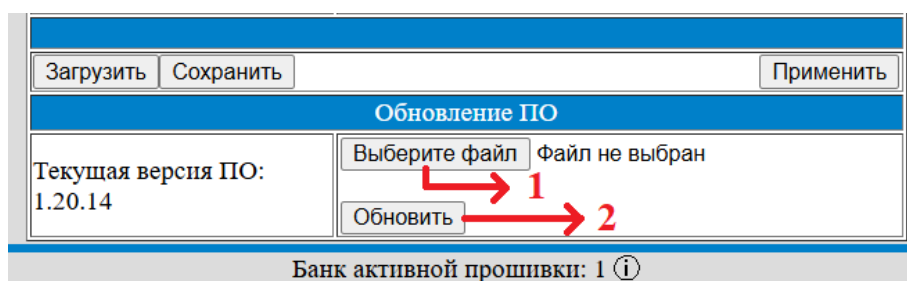 Загрузить Сохранить Применить
Обновление ПО
Выберите файл Файл не выбран
Текущая версия ПО:
1.20.14
1
Обновить 2
Банк активной прошивки: 1 ⓘ